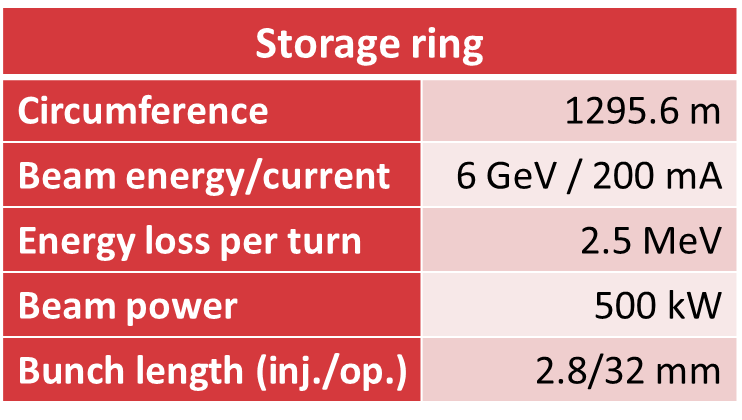 Storage ring
Circumference 1295.6 m
Beam energy/current 6 GeV / 200 mA
Energy loss per turn 2.5 MeV
Beam power 500 kW
Bunch length (inj./op.) 2.8/32 mm